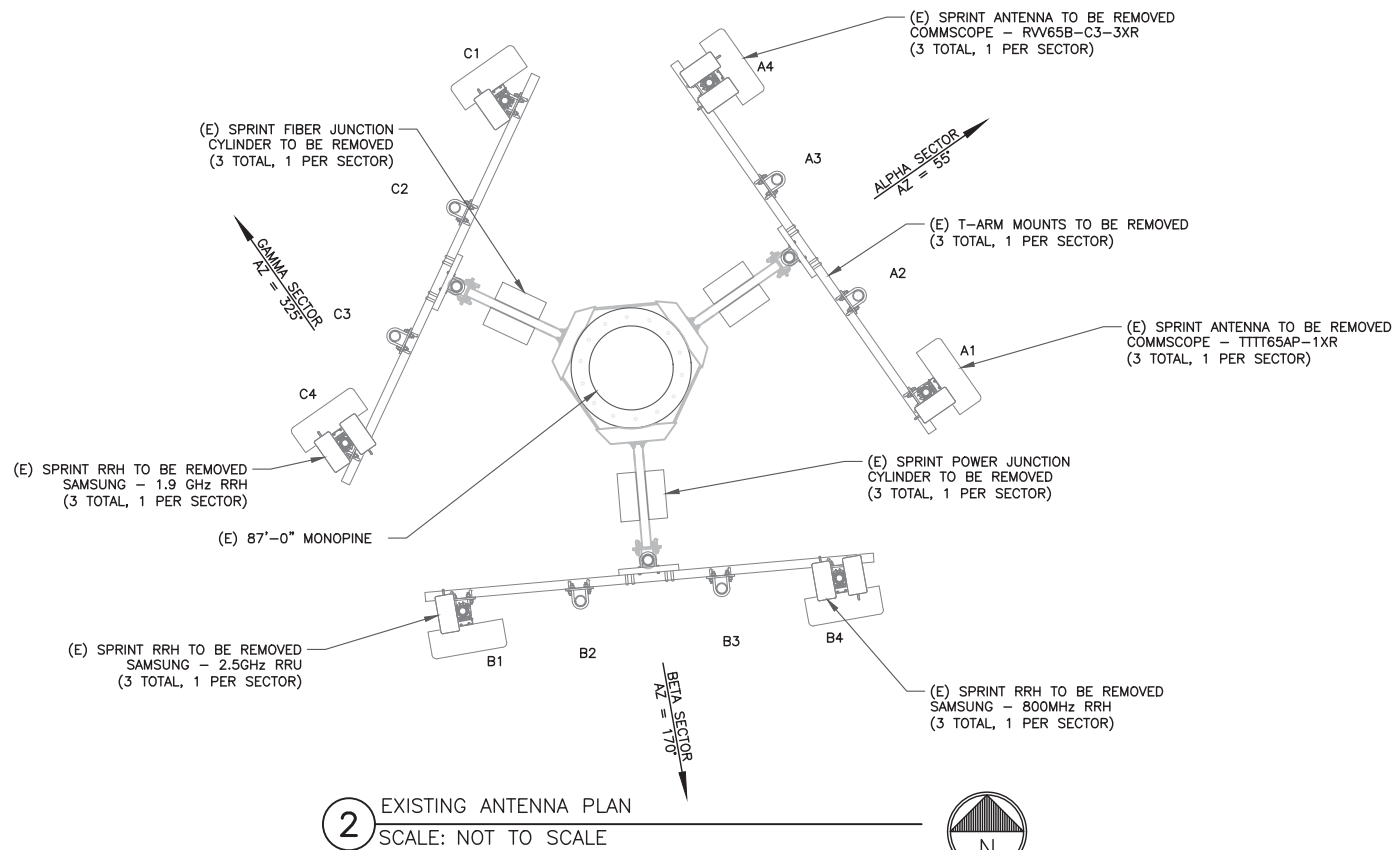 (E) SPRINT ANTENNA TO BE REMOVED
COMMSCOPE - RVV65B-C3-3XR
(3 TOTAL, 1 PER SECTOR)
C1
A4
(E) SPRINT FIBER JUNCTION
CYLINDER TO BE REMOVED
(3 TOTAL, 1 PER SECTOR)
A3
ALPHA SECTOR
AZ = 55°
C2
(E) T-ARM MOUNTS TO BE REMOVED
(3 TOTAL, 1 PER SECTOR)
GAMMA SECTOR
AZ = 325°
A2
C3
(E) SPRINT ANTENNA TO BE REMOVED
COMMSCOPE - TTTT65AP-1XR
(3 TOTAL, 1 PER SECTOR)
A1
C4
(E) SPRINT RRH TO BE REMOVED
SAMSUNG - 1.9 GHz RRH
(3 TOTAL, 1 PER SECTOR)
(E) SPRINT POWER JUNCTION
CYLINDER TO BE REMOVED
(3 TOTAL, 1 PER SECTOR)
(E) 87'-0" MONOPINE
(E) SPRINT RRH TO BE REMOVED
SAMSUNG - 2.5GHz RRU
(3 TOTAL, 1 PER SECTOR)
B1
B2
B3
B4
BETA SECTOR
AZ = 170°
(E) SPRINT RRH TO BE REMOVED
SAMSUNG - 800MHz RRH
(3 TOTAL, 1 PER SECTOR)
2
EXISTING ANTENNA PLAN
SCALE: NOT TO SCALE
N